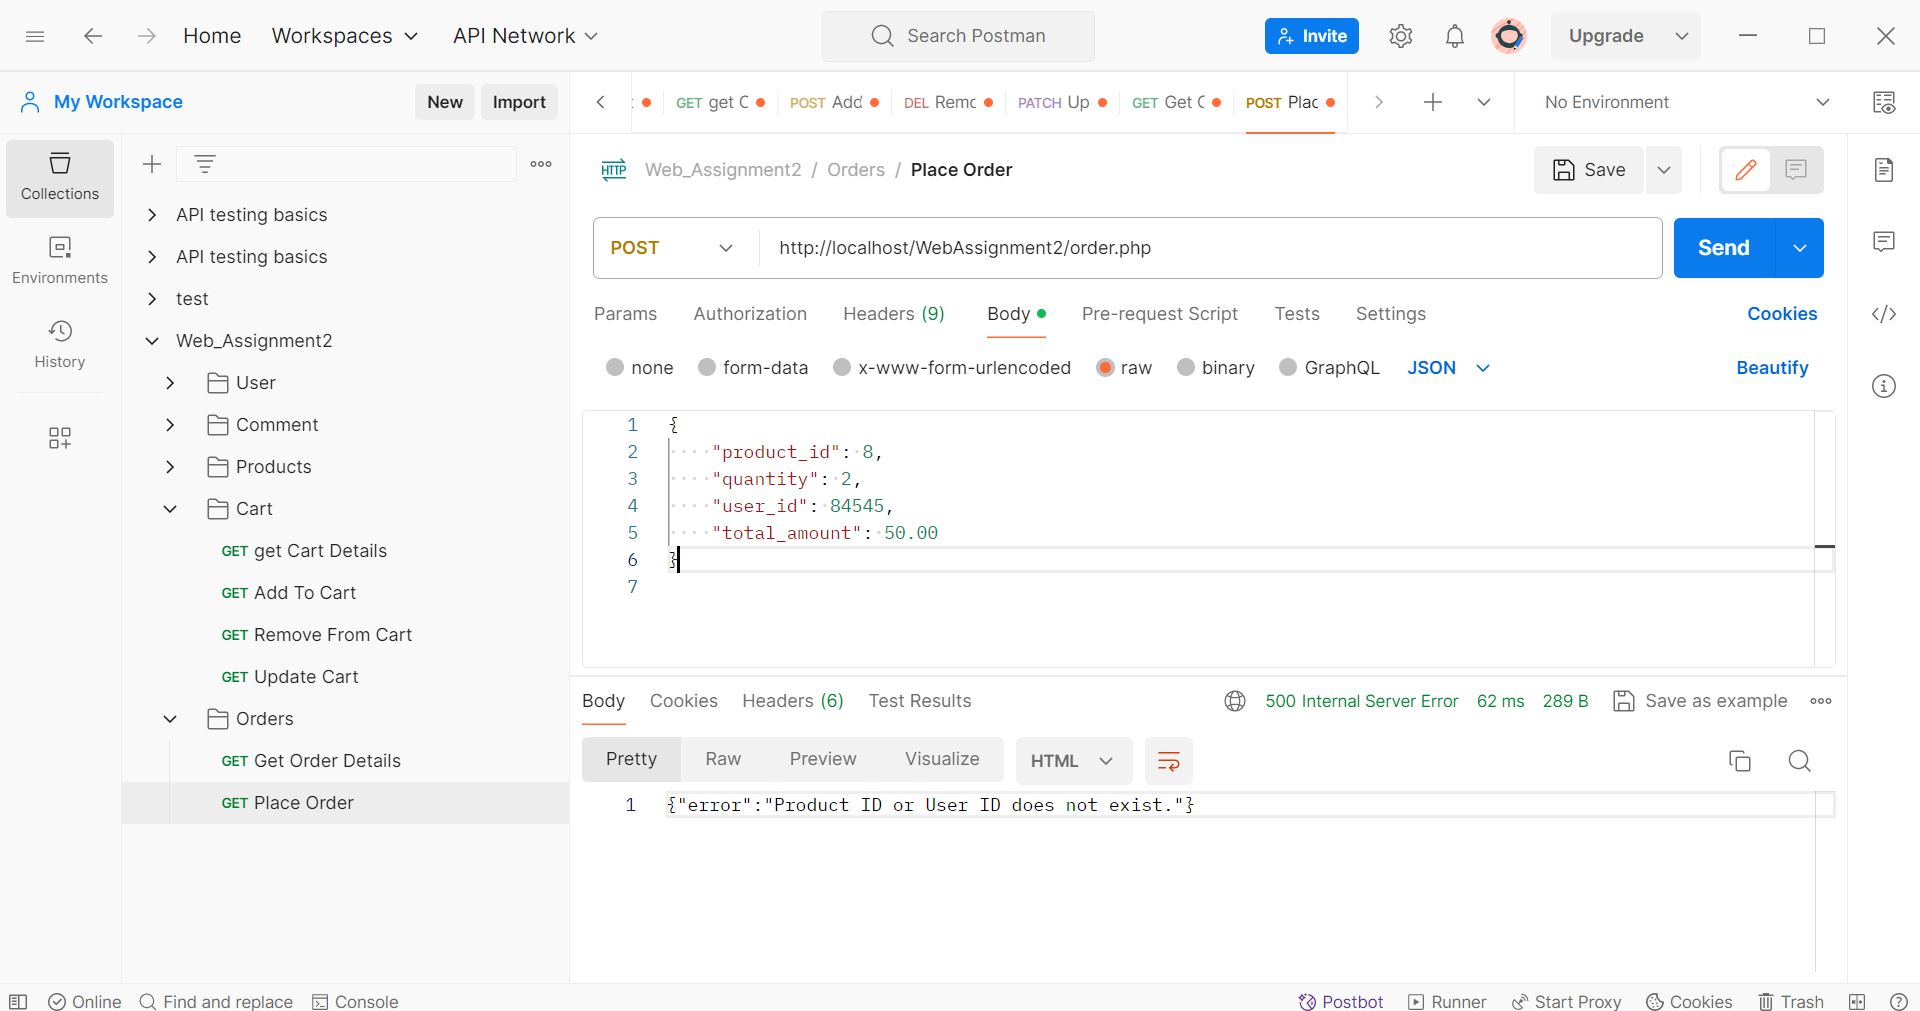 Home Workspaces API Network Search Postman Invite Upgrade
My Workspace New Import
GET get C POST Add DEL Remo PATCH Up GET Get C POST Plac No Environment
Collections
Environments
History
API testing basics
API testing basics
test
Web_Assignment2
User
Comment
Products
Cart
GET get Cart Details
GET Add To Cart
GET Remove From Cart
GET Update Cart
Orders
GET Get Order Details
GET Place Order
HTTP Web_Assignment2 / Orders / Place Order Save
POST http://localhost/WebAssignment2/order.php Send
Params Authorization Headers (9) Body Pre-request Script Tests Settings Cookies
none form-data x-www-form-urlencoded raw binary GraphQL JSON Beautify
1 {
2 "product_id": 8,
3 "quantity": 2,
4 "user_id": 84545,
5 "total_amount": 50.00
6 }
7
Body Cookies Headers (6) Test Results 500 Internal Server Error 62 ms 289 B Save as example
Pretty Raw Preview Visualize HTML
1 {"error":"Product ID or User ID does not exist."}
Online Find and replace Console Postbot Runner Start Proxy Cookies Trash